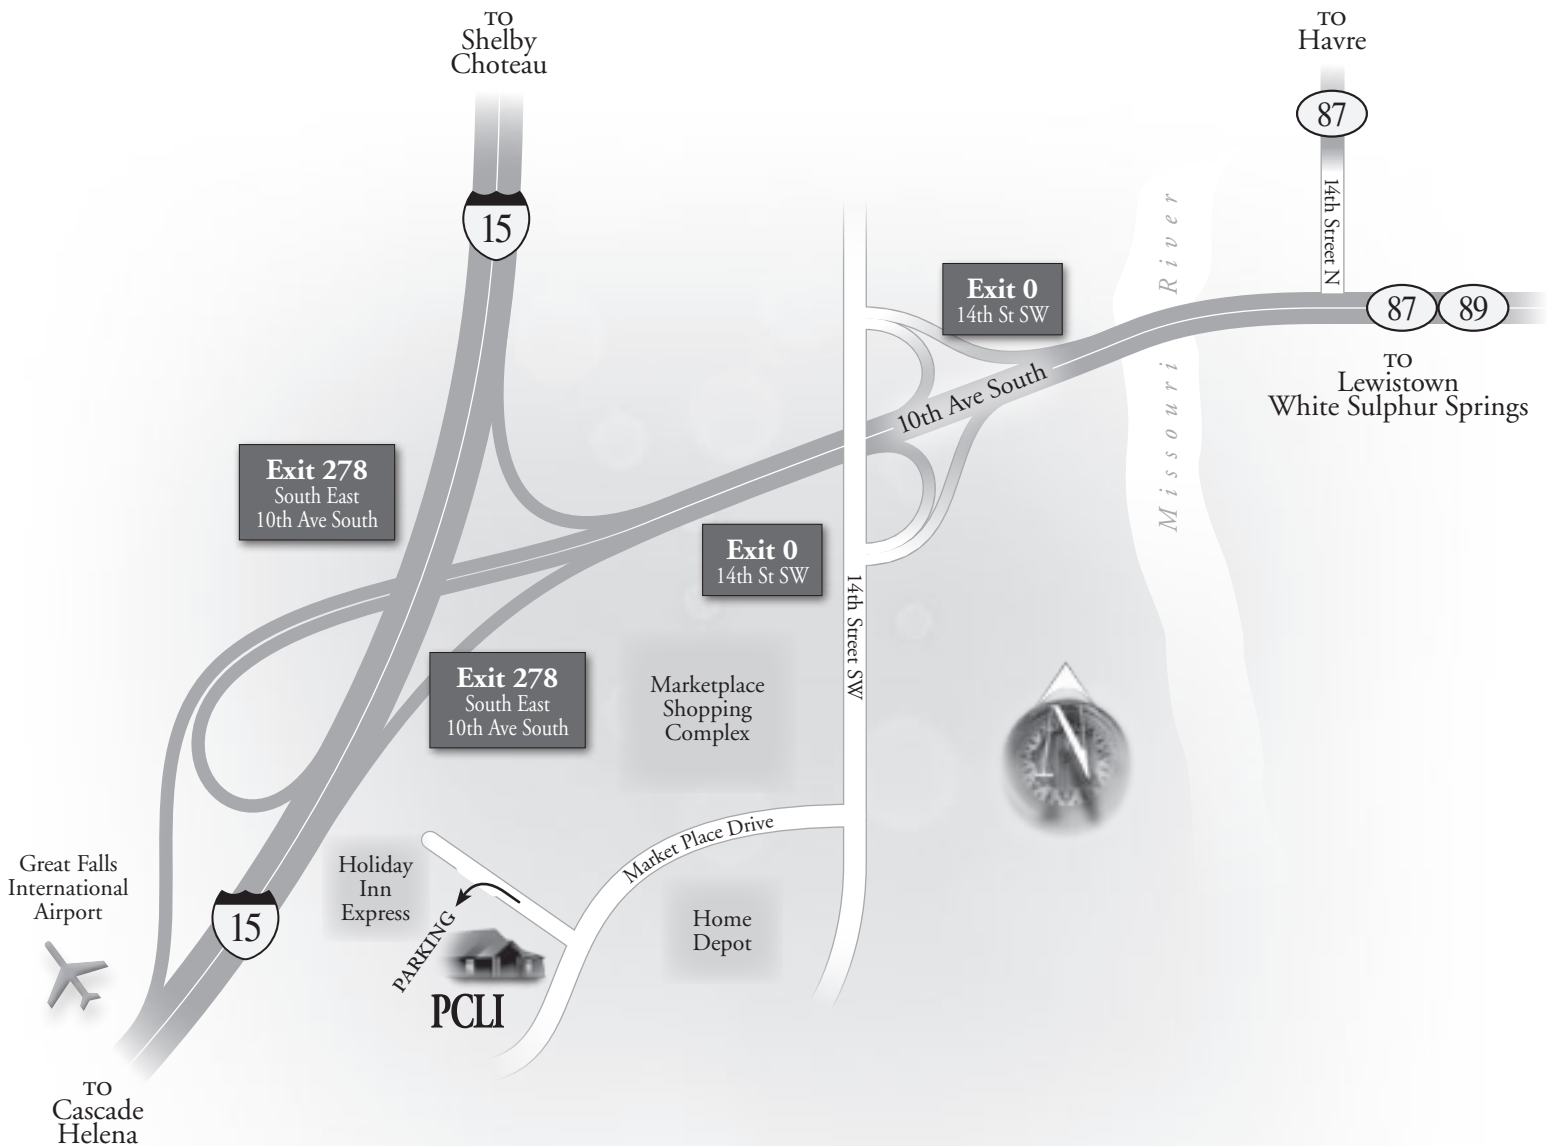 TO
Shelby
Choteau
TO
Havre
87
14th Street N
15
Missouri River
Exit 0
14th St SW
87
89
TO
Lewistown
White Sulphur Springs
10th Ave South
Exit 278
South East
10th Ave South
Exit 0
14th St SW
14th Street SW
Exit 278
South East
10th Ave South
Marketplace
Shopping
Complex
N
Market Place Drive
Great Falls
International
Airport
Holiday
Inn
Express
15
PARKING
Home
Depot
PCLI
TO
Cascade
Helena